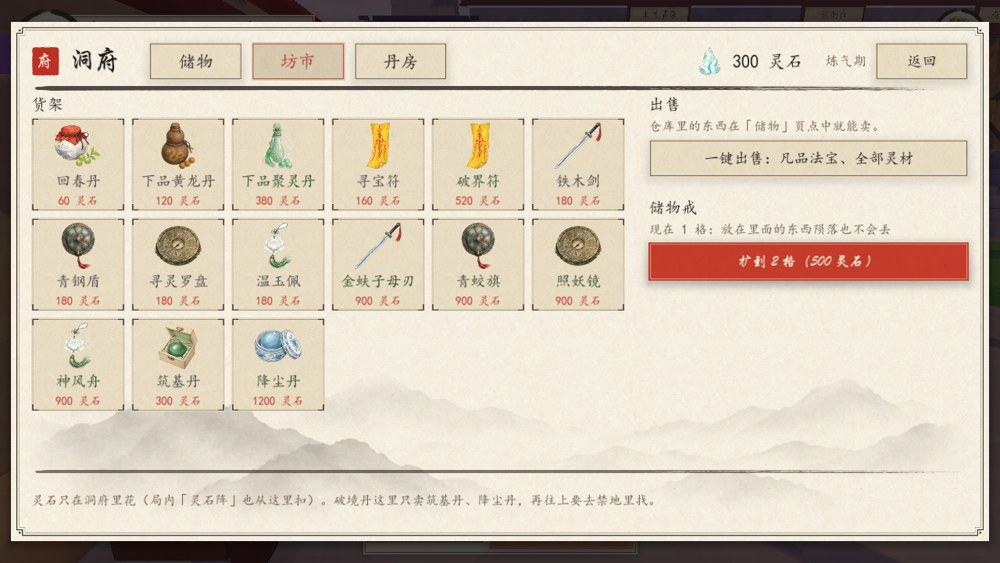 府 洞府 储物 坊市 丹房 300 灵石 炼气期 返回
货架
回春丹 下品黄龙丹 下品聚灵丹 寻宝符 破界符 铁木剑
60 灵石 120 灵石 380 灵石 160 灵石 520 灵石 180 灵石
青钢盾 寻灵罗盘 温玉佩 金蚨子母刃 青蛟旗 照妖镜
180 灵石 180 灵石 180 灵石 900 灵石 900 灵石 900 灵石
神风舟 筑基丹 降尘丹
900 灵石 300 灵石 1200 灵石
出售
仓库里的东西在「储物」页点中就能卖。
一键出售：凡品法宝、全部灵材
储物戒
现在 1 格：放在里面的东西陨落也不会丢
扩到 2 格（500 灵石）
灵石只在洞府里花（局内「灵石阵」也从这里扣）。破境丹这里只卖筑基丹、降尘丹，再往上要去禁地里找。